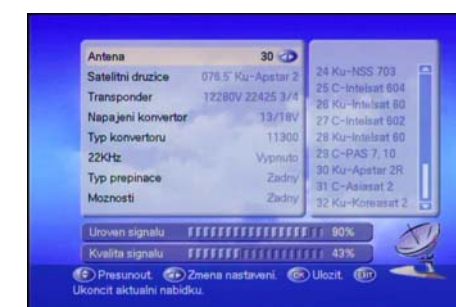 Antena 30
Satelitni druzice 076.5° Ku-Apstar 2
Transponder 12280V 22425 3/4
Napajeni konvertor 13/18V
Typ konvertoru 11300
22KHz Vypnuto
Typ prepinace Zadny
Moznosti Zadny
24 Ku-NSS 703
25 C-Intelsat 604
26 Ku-Intelsat 60
27 C-Intelsat 602
28 Ku-Intelsat 60
29 C-PAS 7, 10
30 Ku-Apstar 2R
31 C-Asiasat 2
32 Ku-Koreasat 2
Uroven signalu 90%
Kvalita signalu 43%
Presunout. Zmena nastaveni. OK Ulozit. Exit
Ukoncit aktualni nabidku.